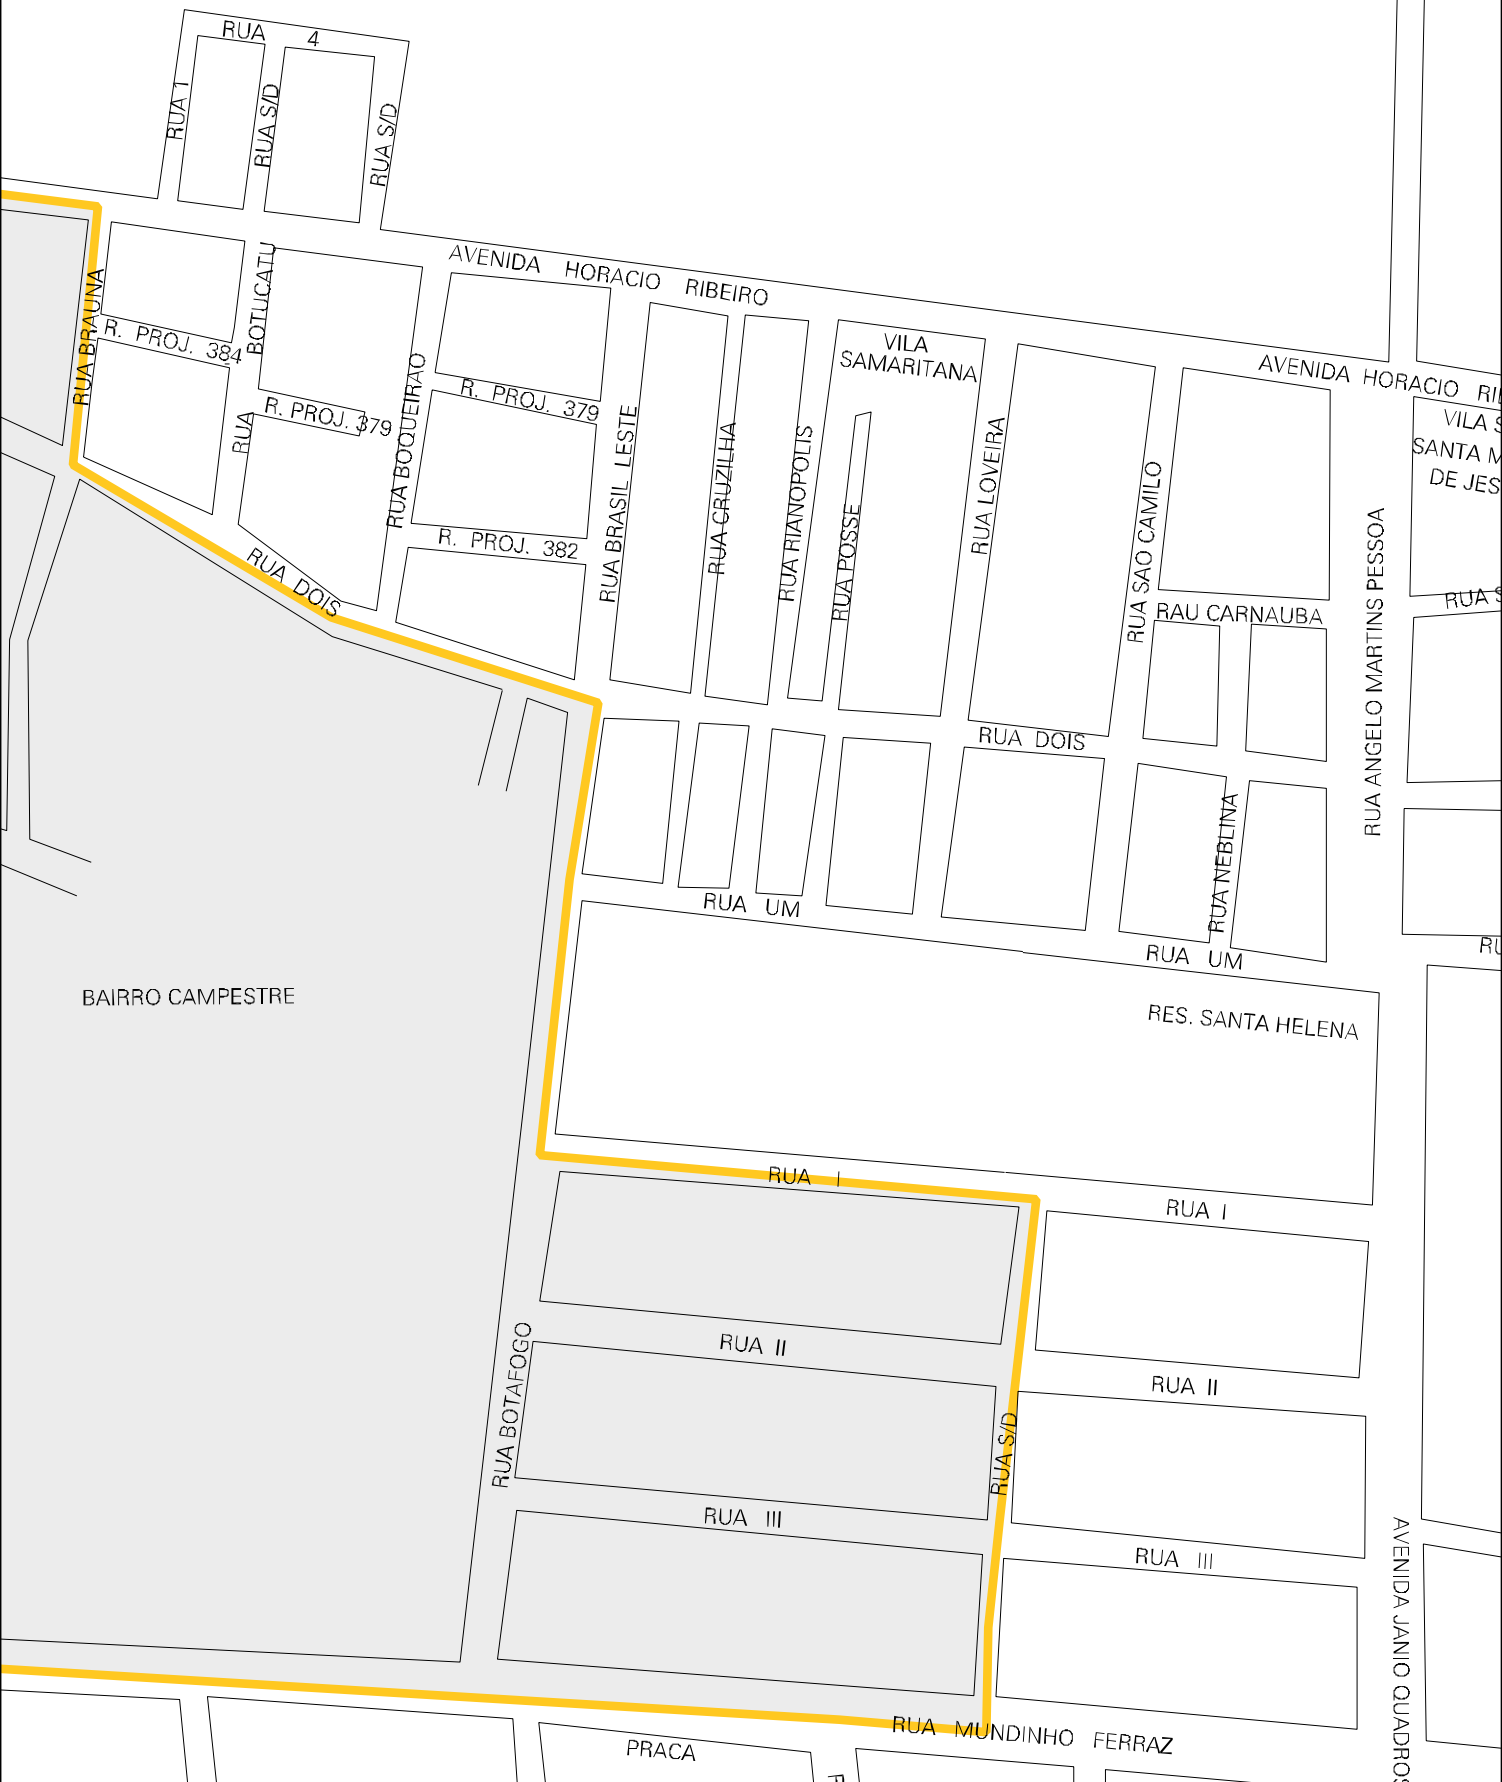 RUA 4
RUA 1
RUA S/D
RUA S/D
AVENIDA HORACIO RIBEIRO
RUA BRAUNA
BOTUCATU
RUA
R. PROJ. 384
R. PROJ. 379
RUA BOQUEIRAO
R. PROJ. 379
R. PROJ. 382
RUA DOIS
RUA BRASIL LESTE
RUA CRUZILHA
RUA RIANOPOLIS
VILA
SAMARITANA
RUA POSSE
RUA LOVEIRA
RUA SAO CAMILO
AVENIDA HORACIO RI
VILA S
SANTA M
DE JES
RUA S
RAU CARNAUBA
RUA ANGELO MARTINS PESSOA
RUA DOIS
RUA NEBLINA
RUA UM
RUA UM
RU
BAIRRO CAMPESTRE
RES. SANTA HELENA
RUA I
RUA I
RUA II
RUA II
RUA BOTAFOGO
RUA S/D
RUA III
RUA III
AVENIDA JANIO QUADROS
RUA MUNDINHO FERRAZ
PRACA